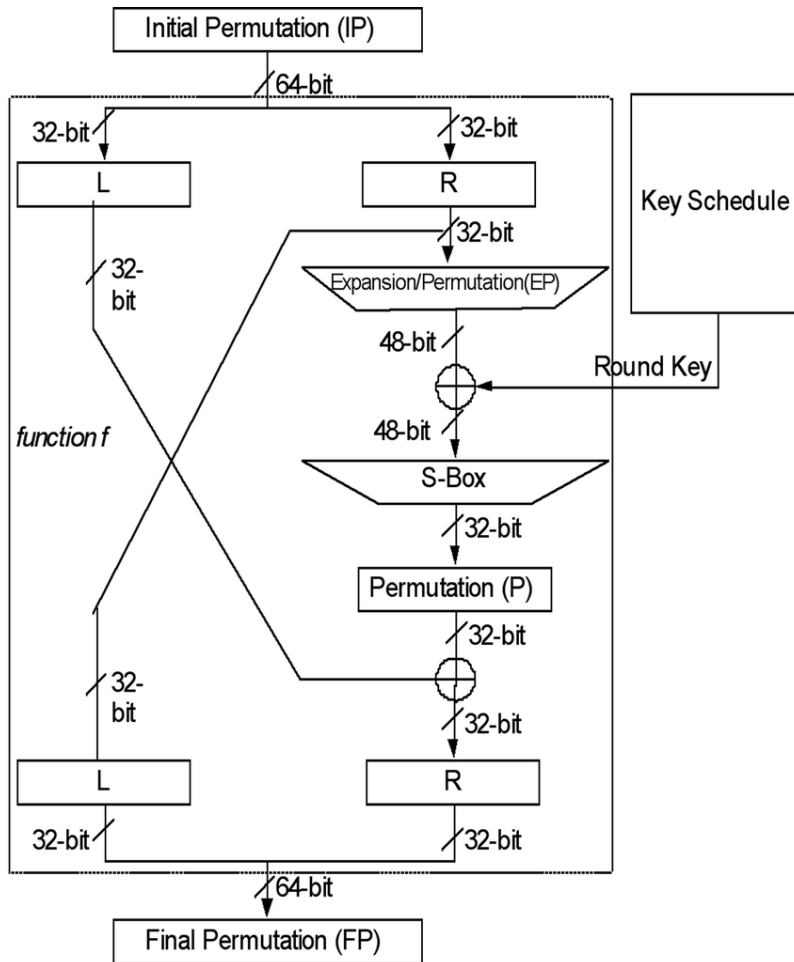 Initial Permutation (IP)
64-bit
32-bit
32-bit
L
R
Key Schedule
32-bit
32-
bit
Expansion/Permutation(EP)
48-bit
Round Key
48-bit
function f
S-Box
32-bit
Permutation (P)
32-bit
32-
bit
32-bit
L
R
32-bit
32-bit
64-bit
Final Permutation (FP)